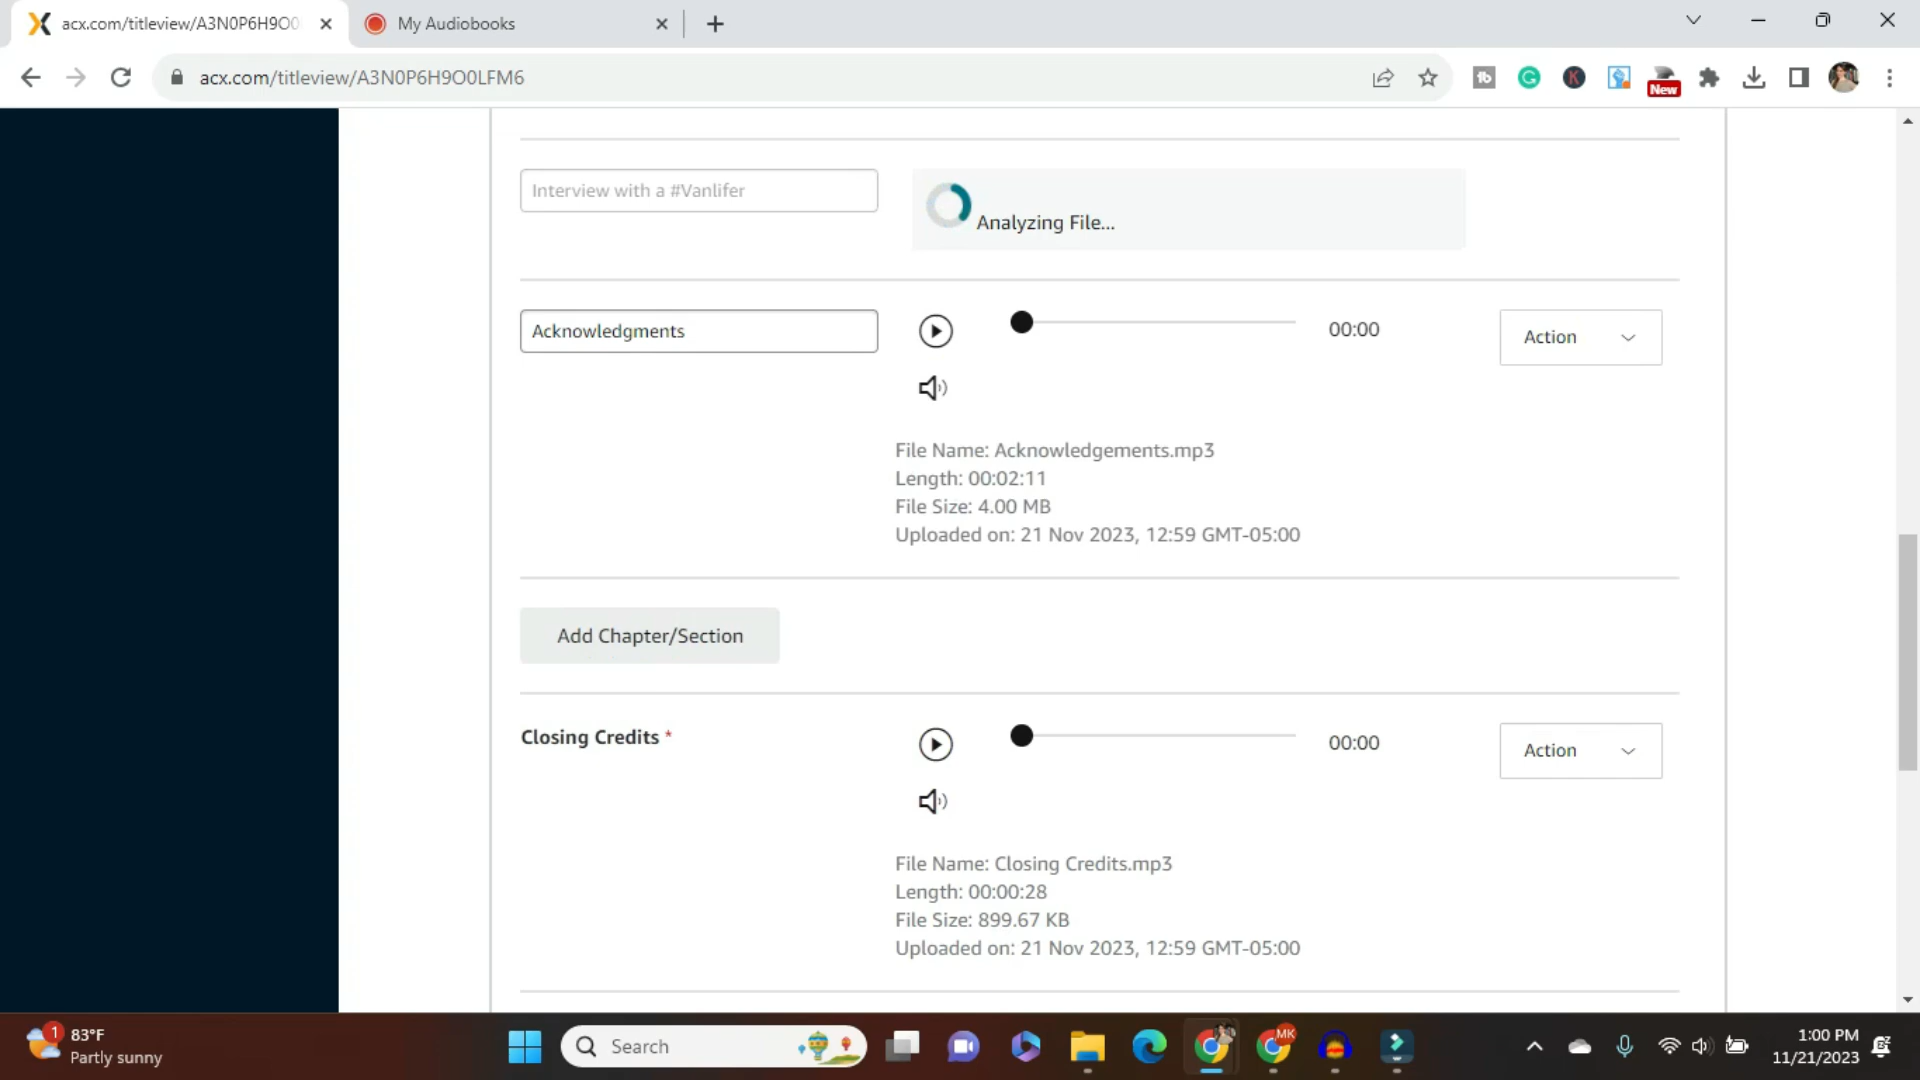 acx.com/titleview/A3N0P6H9O0
My Audiobooks
acx.com/titleview/A3N0P6H9O0LFM6
New
Interview with a #Vanlifer
Analyzing File...
Acknowledgments
00:00
Action
File Name: Acknowledgements.mp3
Length: 00:02:11
File Size: 4.00 MB
Uploaded on: 21 Nov 2023, 12:59 GMT-05:00
Add Chapter/Section
Closing Credits *
00:00
Action
File Name: Closing Credits.mp3
Length: 00:00:28
File Size: 899.67 KB
Uploaded on: 21 Nov 2023, 12:59 GMT-05:00
1
83°F
Partly sunny
Search
MK
1:00 PM
11/21/2023